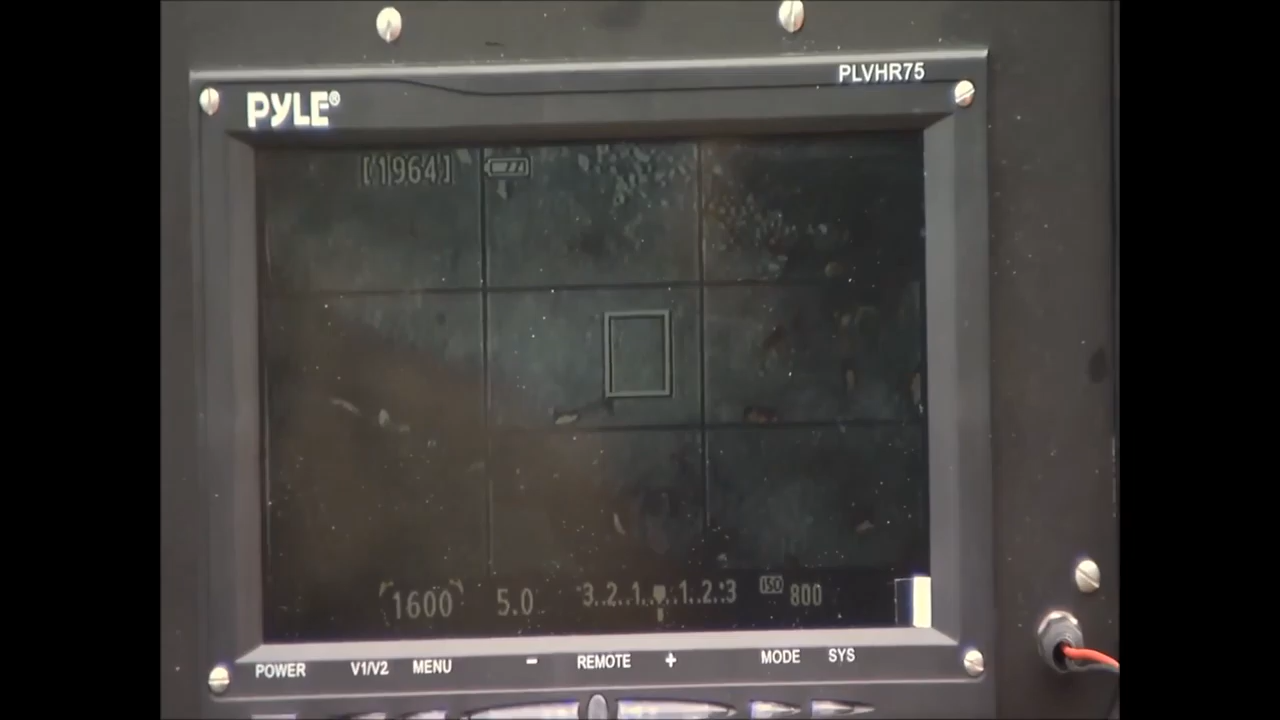 PLVHR75
PYLE®
[1964]
1600 5.0 3..2..1..▼..1..2..3 ISO 800
POWER V1/V2 MENU - REMOTE + MODE SYS